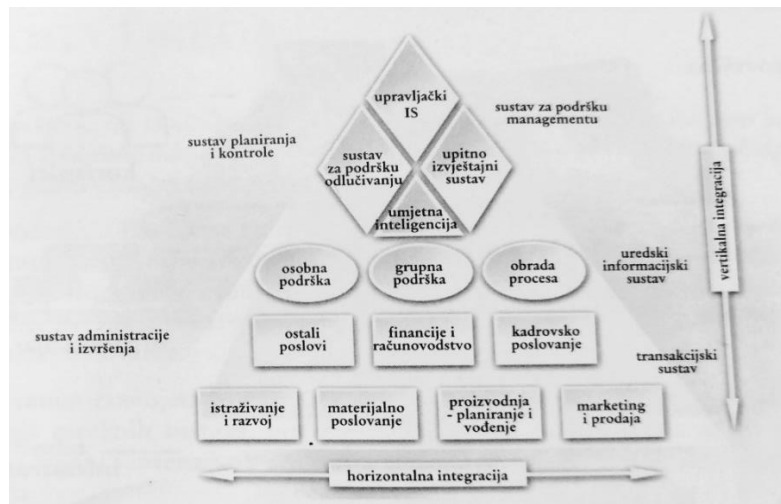 upravljački
IS
sustav za podršku
managementu
sustav planiranja
i kontrole
sustav
za podršku
odlučivanju
upitno
izvještajni
sustav
umjetna
inteligencija
osobna
podrška
grupna
podrška
obrada
procesa
uredski
informacijski
sustav
ostali
poslovi
financije i
računovodstvo
kadrovsko
poslovanje
sustav administracije
i izvršenja
transakcijski
sustav
istraživanje
i razvoj
materijalno
poslovanje
proizvodnja
- planiranje i
vođenje
marketing
i prodaja
horizontalna integracija
vertikalna integracija